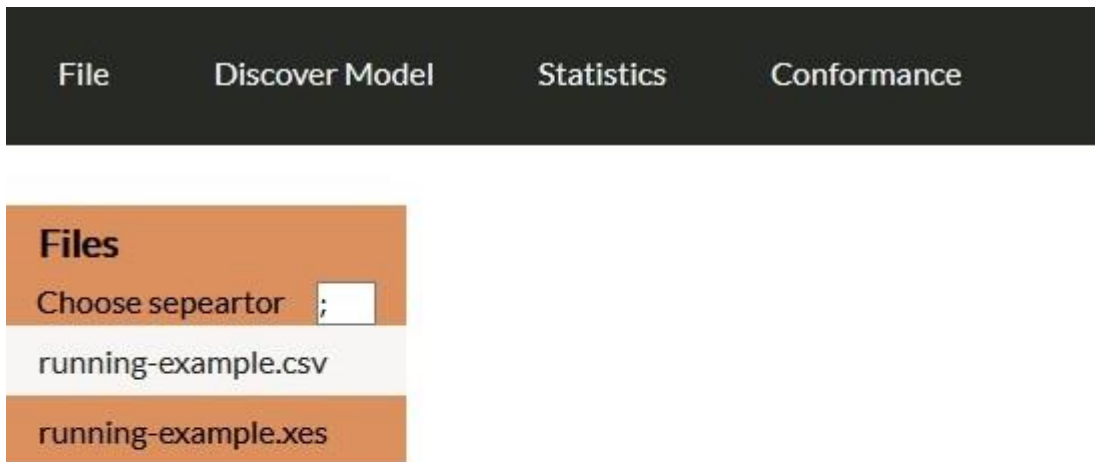 File Discover Model Statistics Conformance
Files
Choose sepeartor ;
running-example.csv
running-example.xes